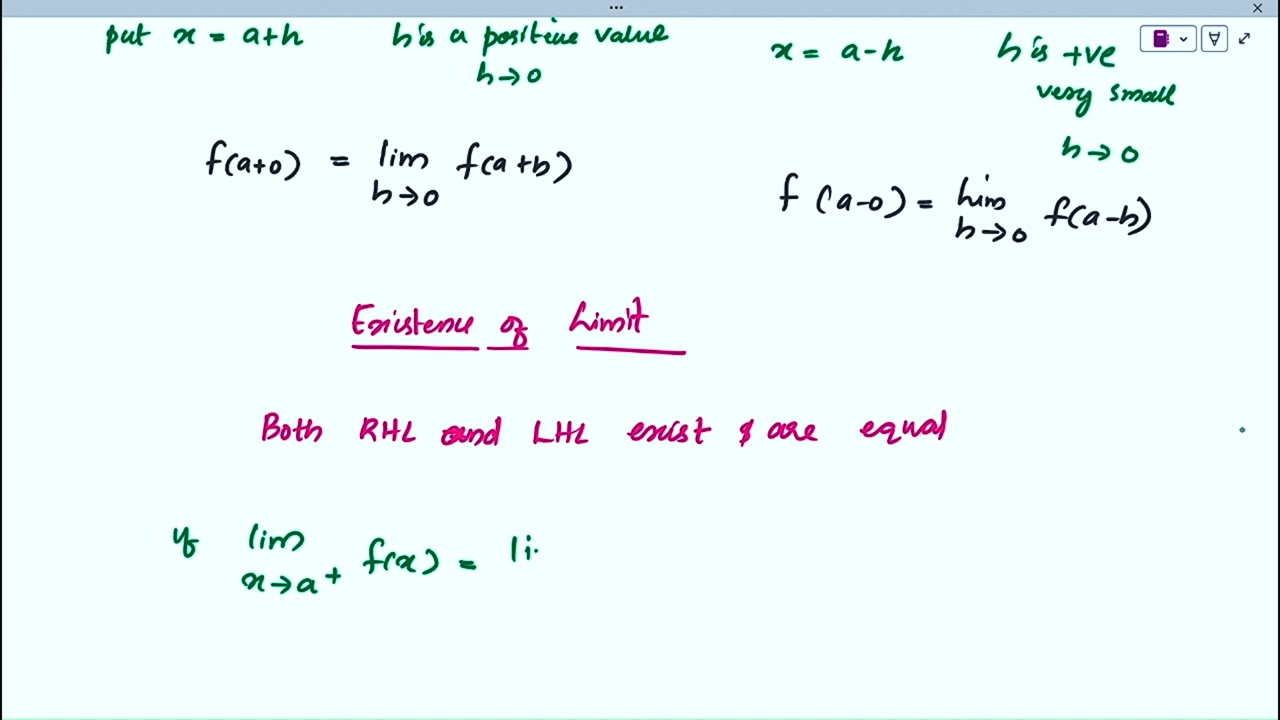 put x = a+h h is a positive value
h→0
x = a-h h is +ve
very small
h→0
f(a+0) = lim f(a+h)
h→0
f(a-0) = lim f(a-h)
h→0
Existence of Limit
Both RHL and LHL exist & are equal
if lim f(x) = li
x→a+